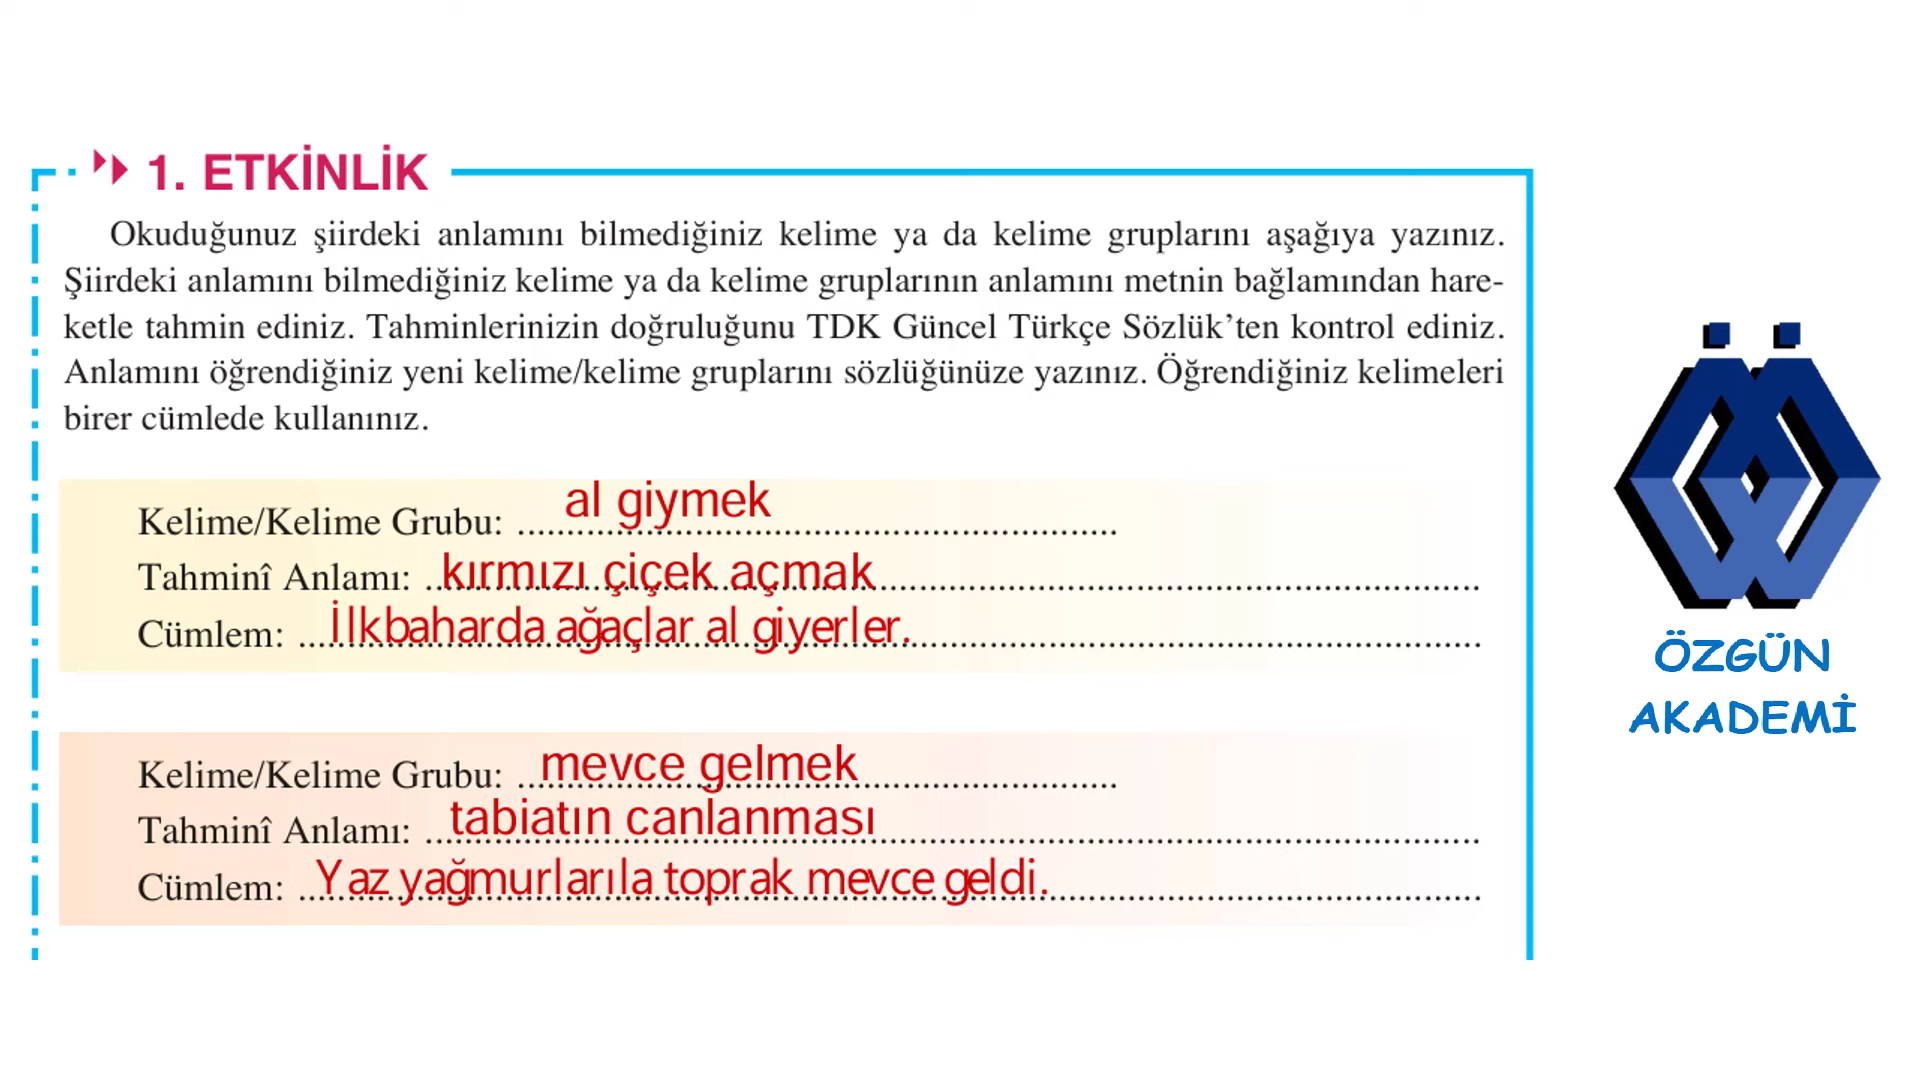 1. ETKİNLİK
Okuduğunuz şiirdeki anlamını bilmediğiniz kelime ya da kelime gruplarını aşağıya yazınız.
Şiirdeki anlamını bilmediğiniz kelime ya da kelime gruplarının anlamını metnin bağlamından hare-
ketle tahmin ediniz. Tahminlerinizin doğruluğunu TDK Güncel Türkçe Sözlük’ten kontrol ediniz.
Anlamını öğrendiğiniz yeni kelime/kelime gruplarını sözlüğünüze yazınız. Öğrendiğiniz kelimeleri
birer cümlede kullanınız.
Kelime/Kelime Grubu: al giymek
Tahminî Anlamı: kırmızı çiçek açmak
Cümlem: İlkbaharda ağaçlar al giyerler.
Kelime/Kelime Grubu: mevce gelmek
Tahminî Anlamı: tabiatın canlanması
Cümlem: Yaz yağmurlarıla toprak mevce geldi.
ÖZGÜN
AKADEMİ